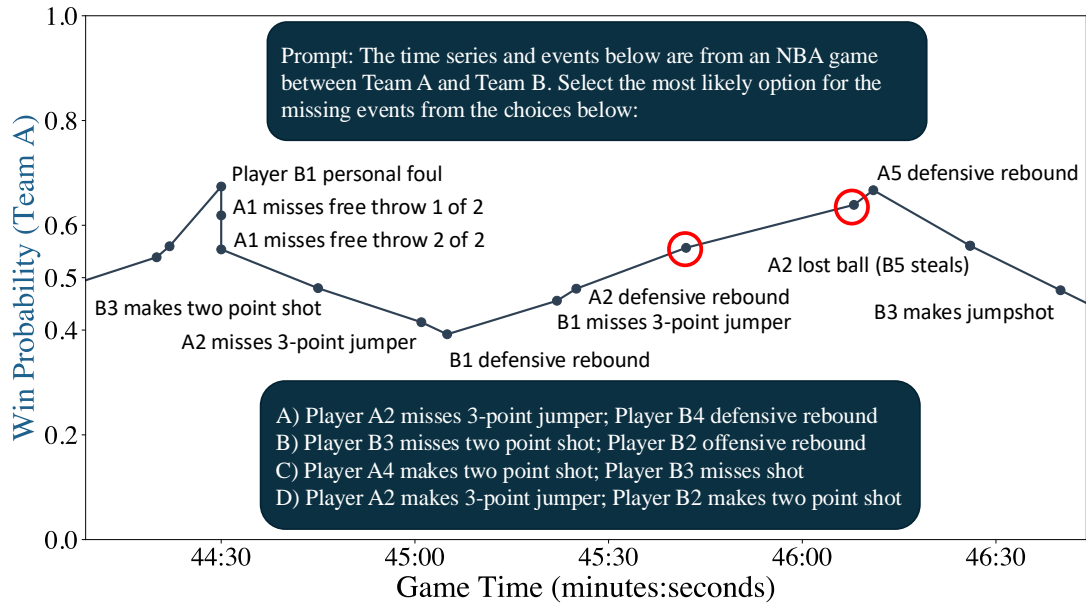 Prompt: The time series and events below are from an NBA game
between Team A and Team B. Select the most likely option for the
missing events from the choices below:
Win Probability (Team A)
1.0
0.8
0.6
0.5
0.4
0.2
0.0
Player B1 personal foul
A1 misses free throw 1 of 2
A1 misses free throw 2 of 2
B3 makes two point shot
A2 misses 3-point jumper
B1 defensive rebound
A2 defensive rebound
B1 misses 3-point jumper
A5 defensive rebound
A2 lost ball (B5 steals)
B3 makes jumpshot
A) Player A2 misses 3-point jumper; Player B4 defensive rebound
B) Player B3 misses two point shot; Player B2 offensive rebound
C) Player A4 makes two point shot; Player B3 misses shot
D) Player A2 makes 3-point jumper; Player B2 makes two point shot
44:30
45:00
45:30
46:00
46:30
Game Time (minutes:seconds)